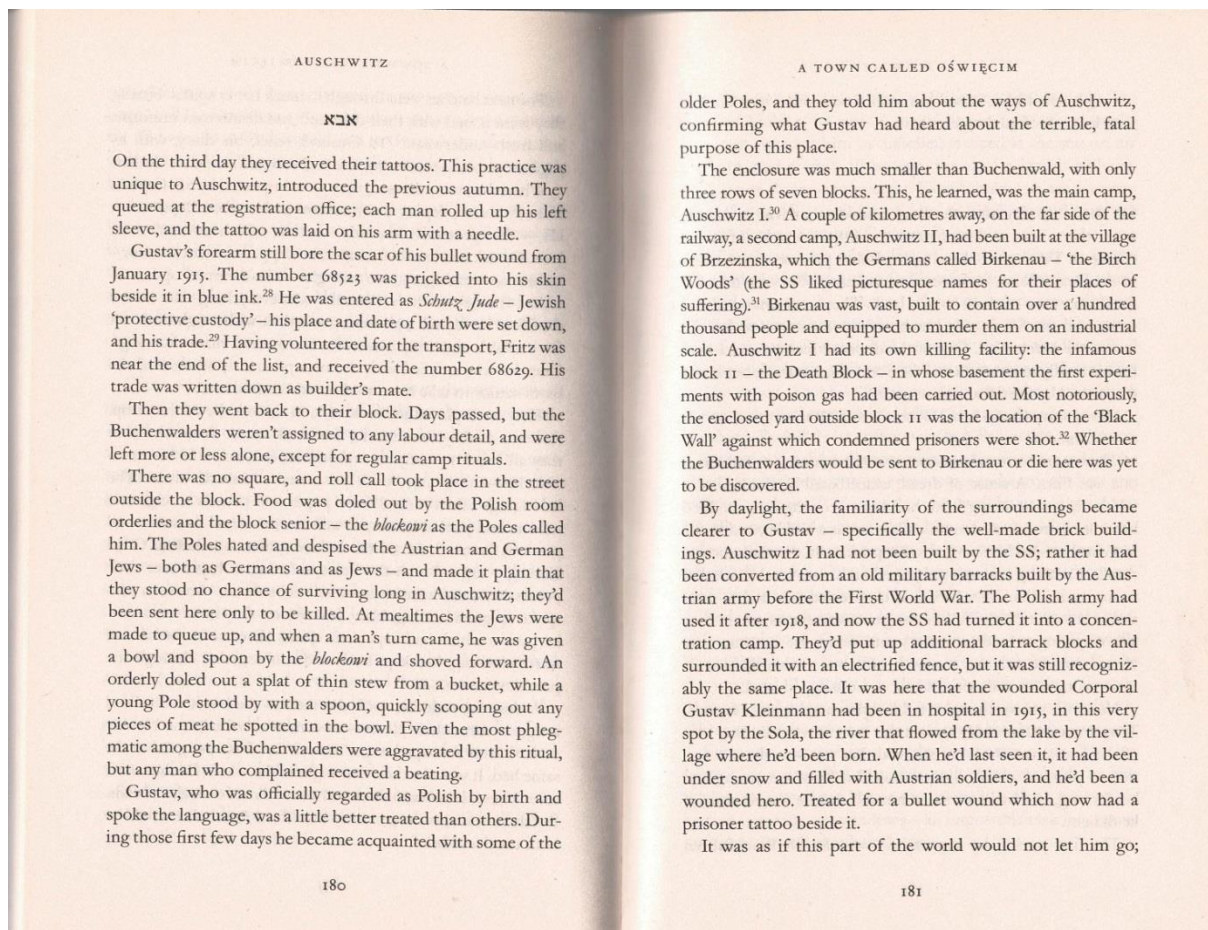 AUSCHWITZ
אבא
On the third day they received their tattoos. This practice was
unique to Auschwitz, introduced the previous autumn. They
queued at the registration office; each man rolled up his left
sleeve, and the tattoo was laid on his arm with a needle.
Gustav’s forearm still bore the scar of his bullet wound from
January 1915. The number 68523 was pricked into his skin
beside it in blue ink.²⁸ He was entered as Schutz Jude – Jewish
‘protective custody’ – his place and date of birth were set down,
and his trade.²⁹ Having volunteered for the transport, Fritz was
near the end of the list, and received the number 68629. His
trade was written down as builder’s mate.
Then they went back to their block. Days passed, but the
Buchenwalders weren’t assigned to any labour detail, and were
left more or less alone, except for regular camp rituals.
There was no square, and roll call took place in the street
outside the block. Food was doled out by the Polish room
orderlies and the block senior – the blockowi as the Poles called
him. The Poles hated and despised the Austrian and German
Jews – both as Germans and as Jews – and made it plain that
they stood no chance of surviving long in Auschwitz; they’d
been sent here only to be killed. At mealtimes the Jews were
made to queue up, and when a man’s turn came, he was given
a bowl and spoon by the blockowi and shoved forward. An
orderly doled out a splat of thin stew from a bucket, while a
young Pole stood by with a spoon, quickly scooping out any
pieces of meat he spotted in the bowl. Even the most phleg-
matic among the Buchenwalders were aggravated by this ritual,
but any man who complained received a beating.
Gustav, who was officially regarded as Polish by birth and
spoke the language, was a little better treated than others. Dur-
ing those first few days he became acquainted with some of the
180
A TOWN CALLED OŚWIĘCIM
older Poles, and they told him about the ways of Auschwitz,
confirming what Gustav had heard about the terrible, fatal
purpose of this place.
The enclosure was much smaller than Buchenwald, with only
three rows of seven blocks. This, he learned, was the main camp,
Auschwitz I.³⁰ A couple of kilometres away, on the far side of the
railway, a second camp, Auschwitz II, had been built at the village
of Brzezinska, which the Germans called Birkenau – ‘the Birch
Woods’ (the SS liked picturesque names for their places of
suffering).³¹ Birkenau was vast, built to contain over a hundred
thousand people and equipped to murder them on an industrial
scale. Auschwitz I had its own killing facility: the infamous
block 11 – the Death Block – in whose basement the first experi-
ments with poison gas had been carried out. Most notoriously,
the enclosed yard outside block 11 was the location of the ‘Black
Wall’ against which condemned prisoners were shot.³² Whether
the Buchenwalders would be sent to Birkenau or die here was yet
to be discovered.
By daylight, the familiarity of the surroundings became
clearer to Gustav – specifically the well-made brick build-
ings. Auschwitz I had not been built by the SS; rather it had
been converted from an old military barracks built by the Aus-
trian army before the First World War. The Polish army had
used it after 1918, and now the SS had turned it into a concen-
tration camp. They’d put up additional barrack blocks and
surrounded it with an electrified fence, but it was still recogniz-
ably the same place. It was here that the wounded Corporal
Gustav Kleinmann had been in hospital in 1915, in this very
spot by the Sola, the river that flowed from the lake by the vil-
lage where he’d been born. When he’d last seen it, it had been
under snow and filled with Austrian soldiers, and he’d been a
wounded hero. Treated for a bullet wound which now had a
prisoner tattoo beside it.
It was as if this part of the world would not let him go;
181